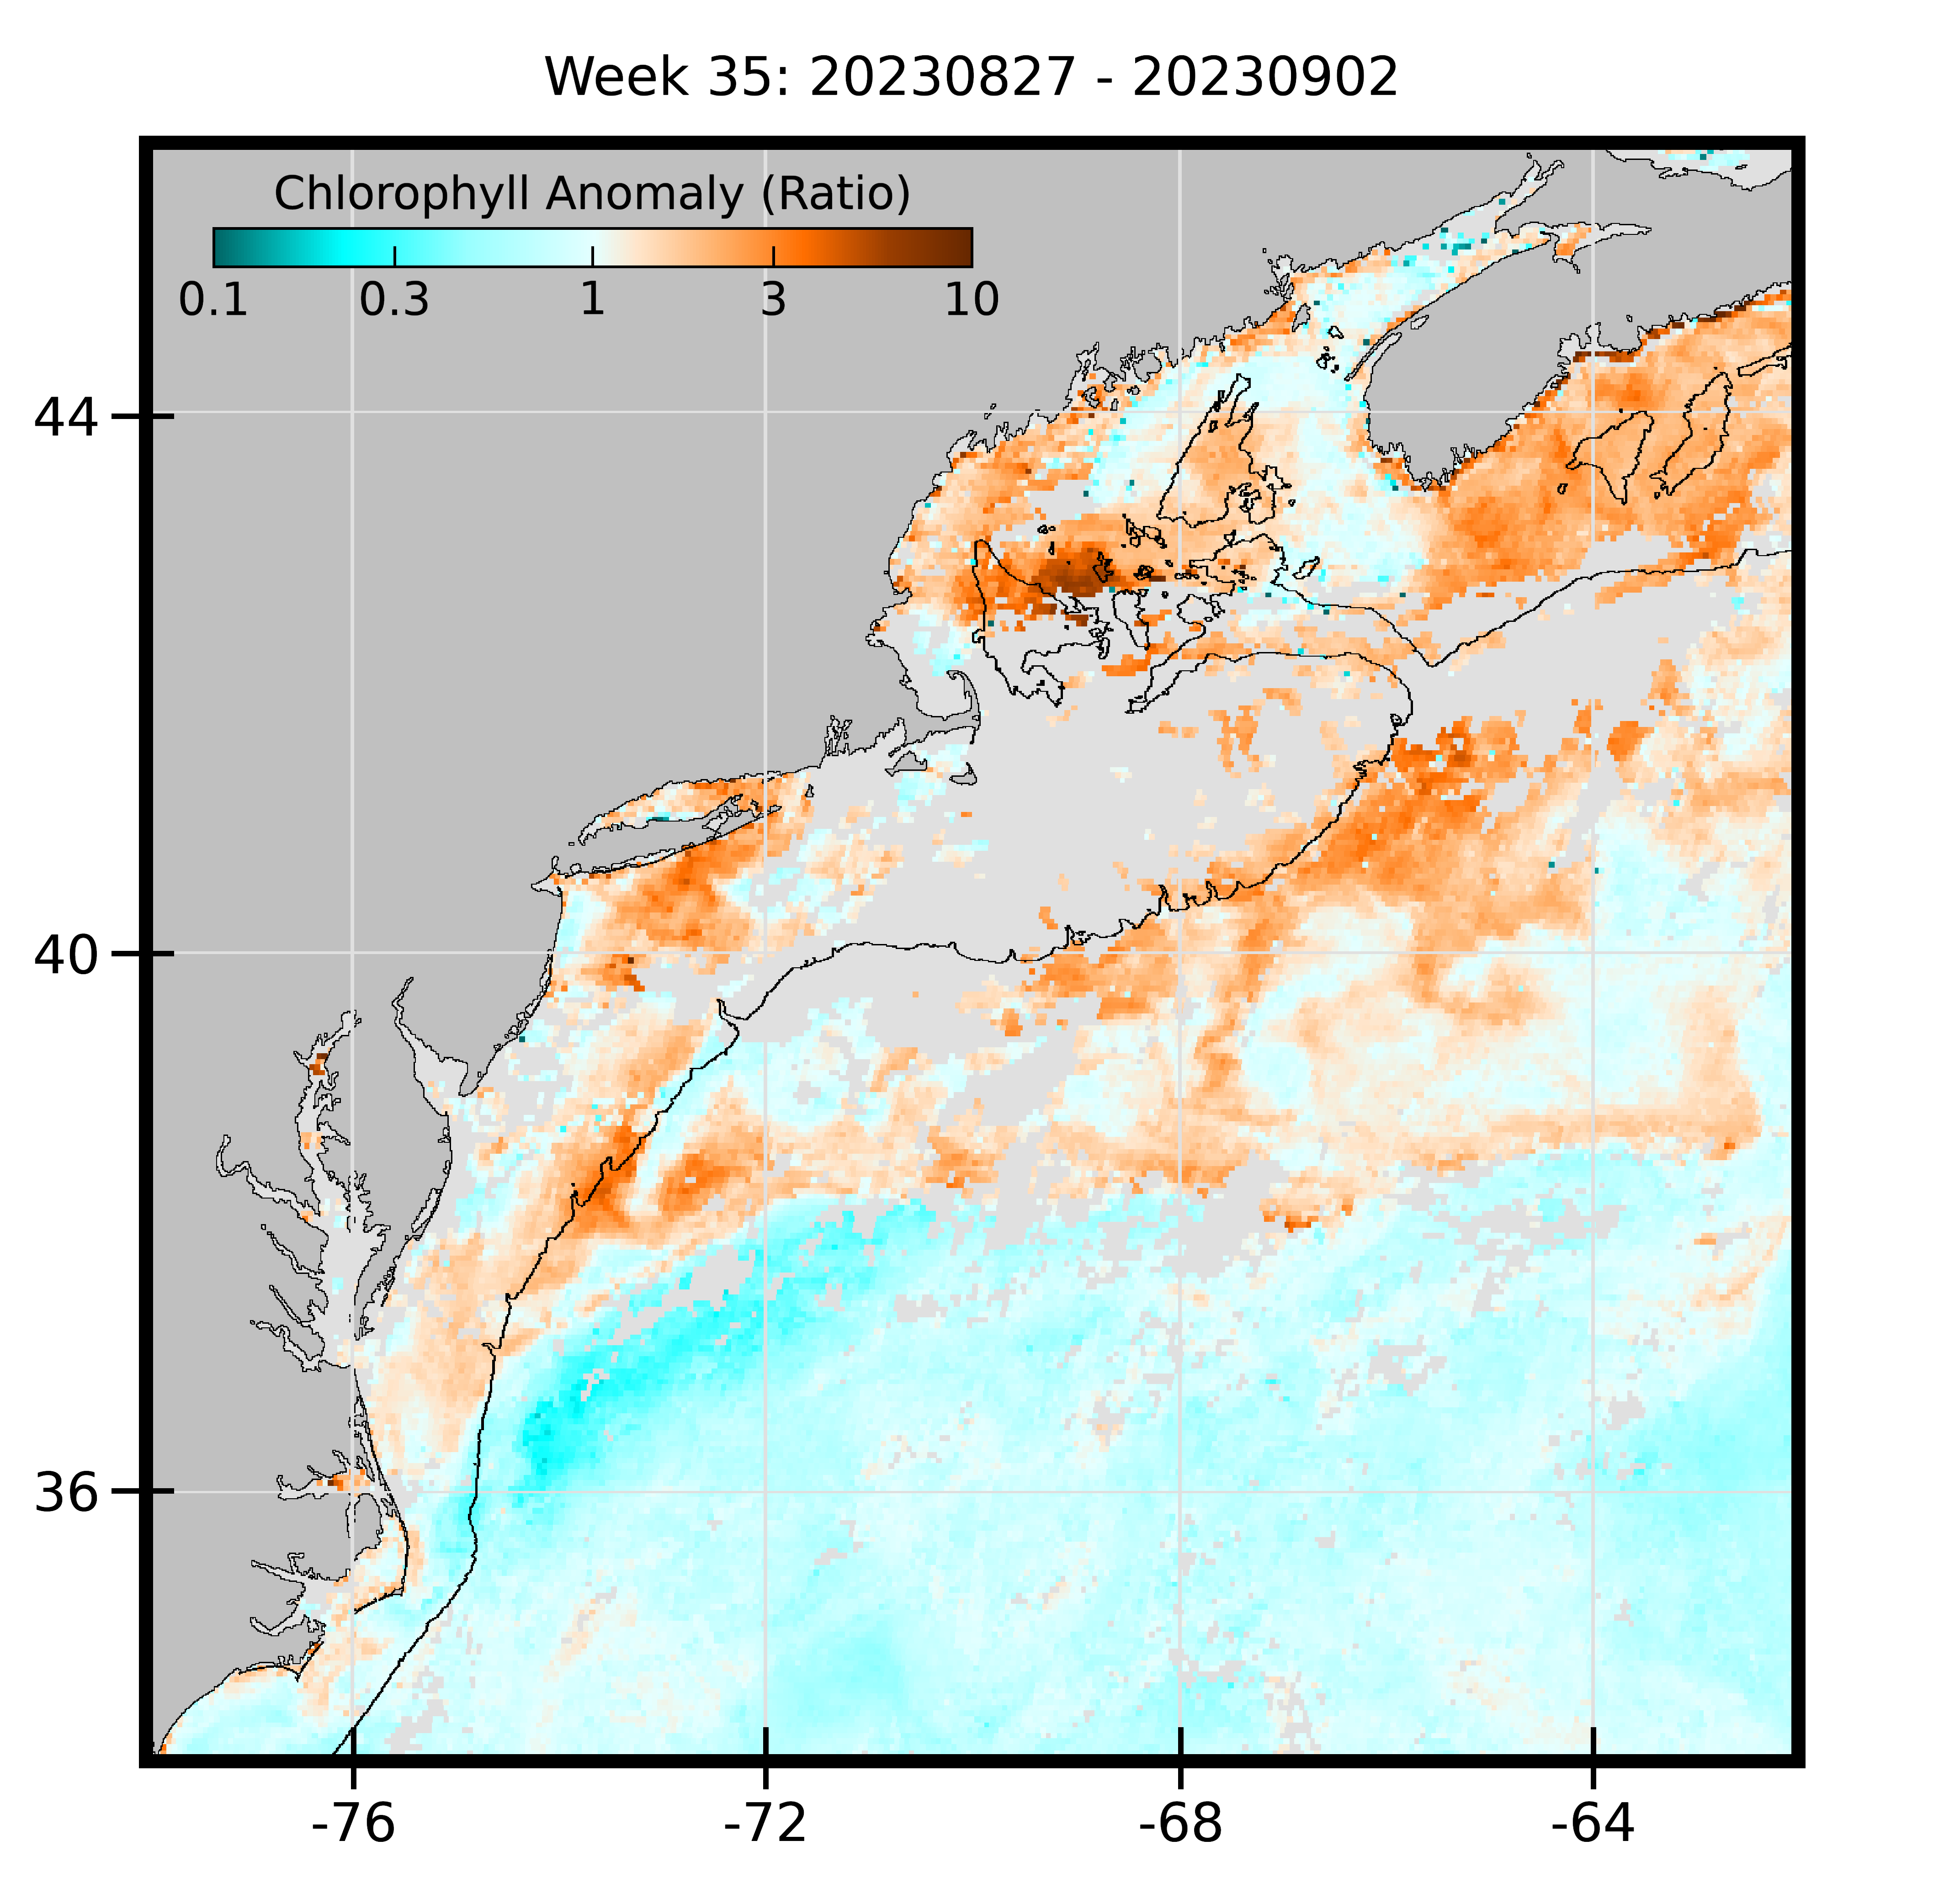 Week 35: 20230827 - 20230902
Chlorophyll Anomaly (Ratio)
0.1 0.3 1 3 10
44
40
36
-76 -72 -68 -64